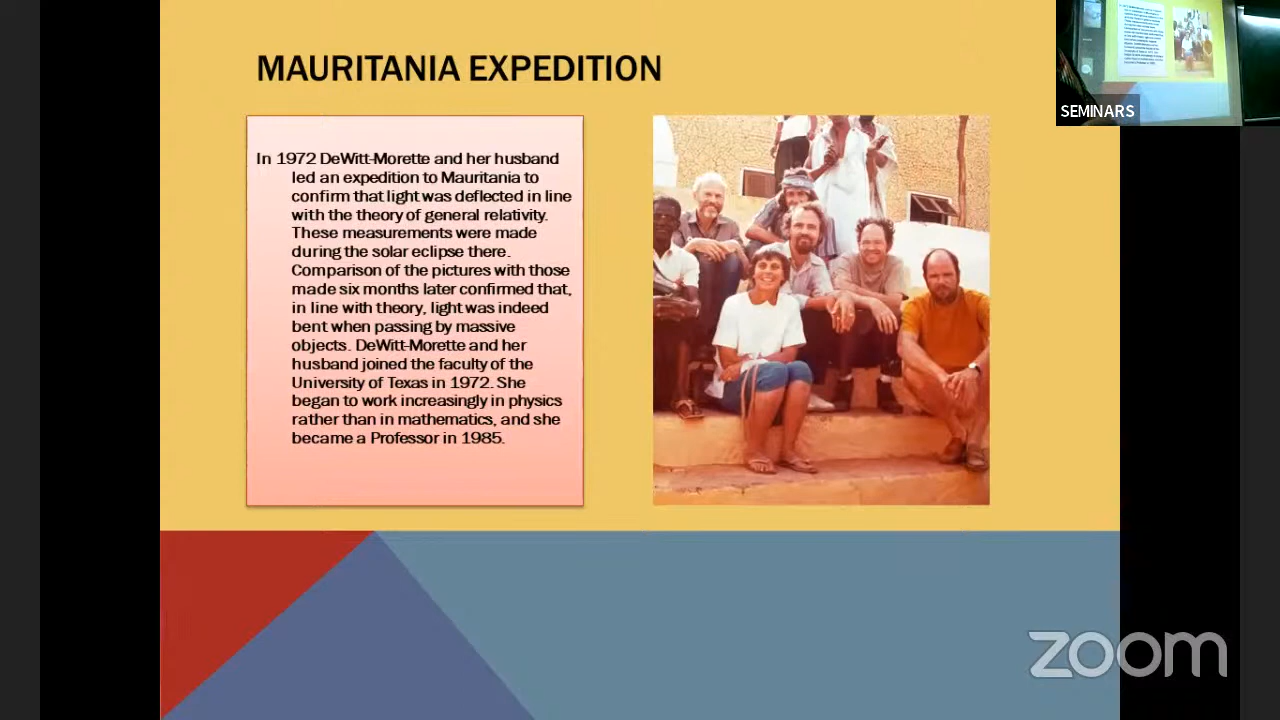 MAURITANIA EXPEDITION
In 1972 DeWitt-Morette and her husband
led an expedition to Mauritania to
confirm that light was deflected in line
with the theory of general relativity.
These measurements were made
during the solar eclipse there.
Comparison of the pictures with those
made six months later confirmed that,
in line with theory, light was indeed
bent when passing by massive
objects. DeWitt-Morette and her
husband joined the faculty of the
University of Texas in 1972. She
began to work increasingly in physics
rather than in mathematics, and she
became a Professor in 1985.
SEMINARS
zoom